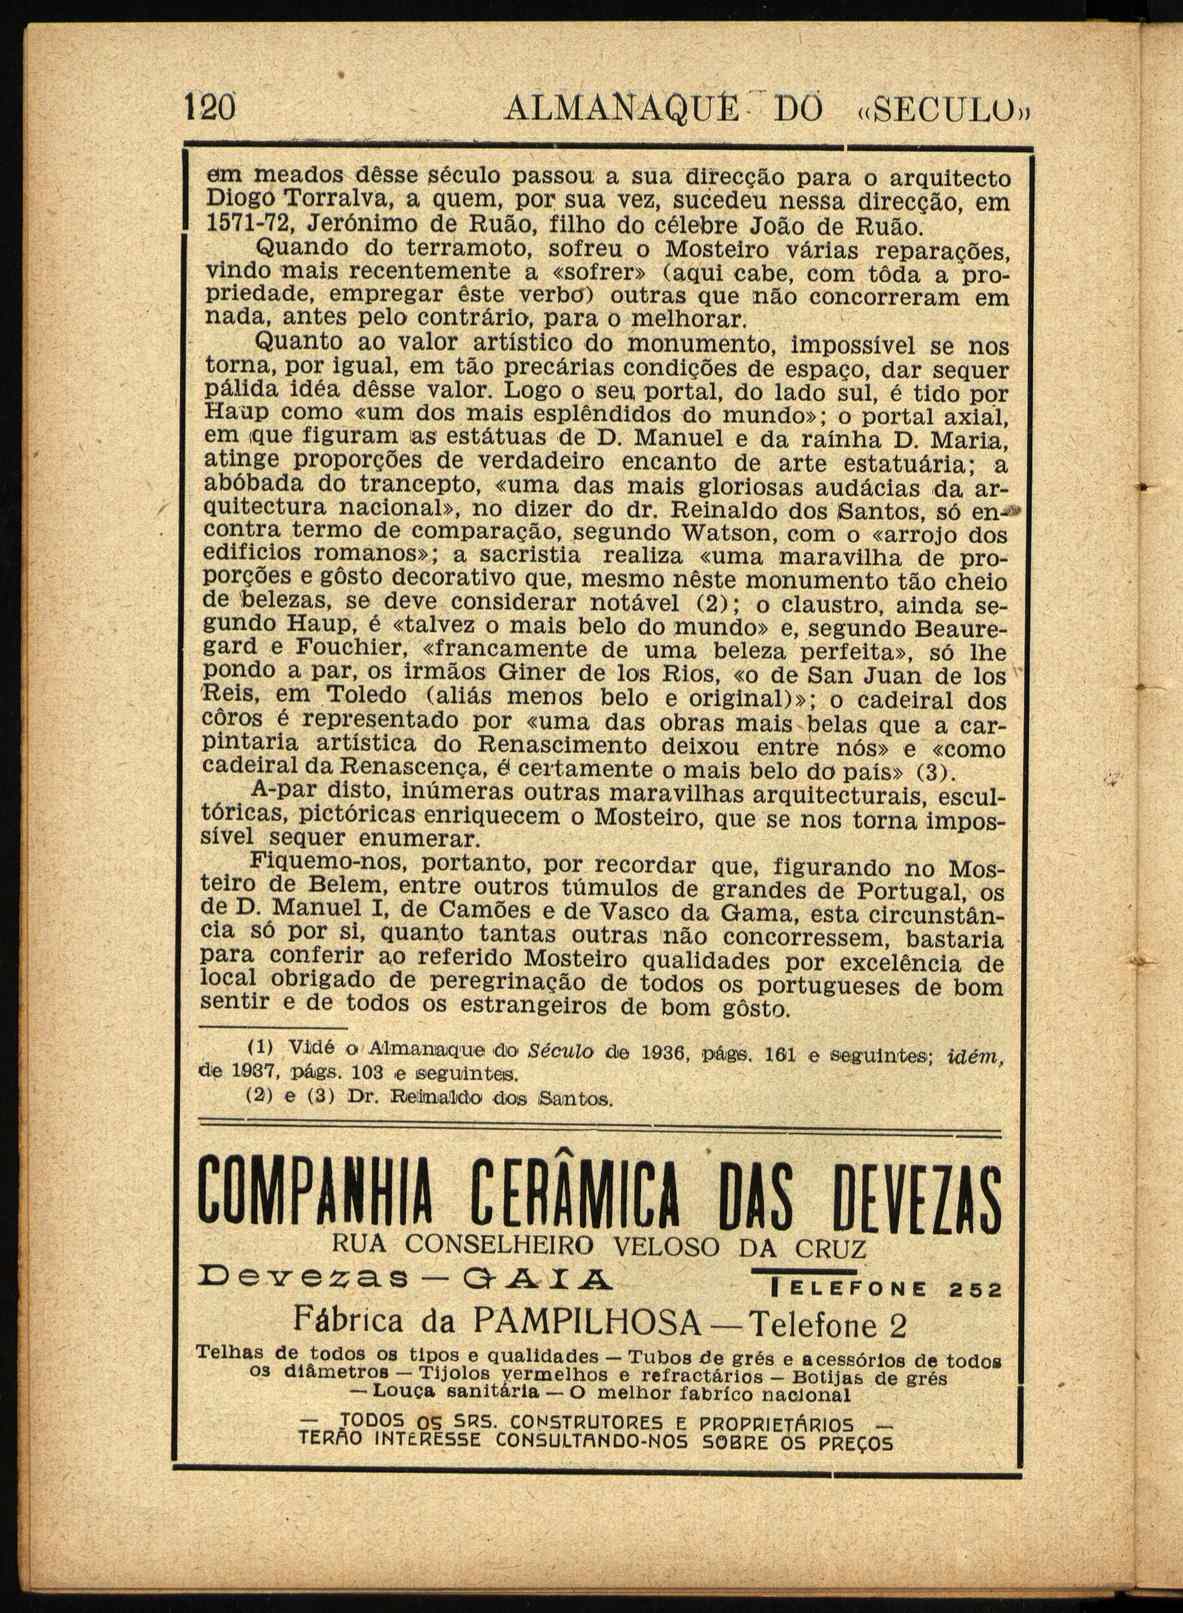 120 ALMANAQUE DO «SECULO»
em meados dêsse século passou a sua direcção para o arquitecto
Diogo Torralva, a quem, por sua vez, sucedeu nessa direcção, em
1571-72, Jerónimo de Ruão, filho do célebre João de Ruão.
Quando do terramoto, sofreu o Mosteiro várias reparações,
vindo mais recentemente a «sofrer» (aqui cabe, com tôda a pro-
priedade, empregar êste verbo) outras que não concorreram em
nada, antes pelo contrário, para o melhorar.
Quanto ao valor artístico do monumento, impossível se nos
torna, por igual, em tão precárias condições de espaço, dar sequer
pálida idéa dêsse valor. Logo o seu portal, do lado sul, é tido por
Haup como «um dos mais esplêndidos do mundo»; o portal axial,
em que figuram as estátuas de D. Manuel e da raínha D. Maria,
atinge proporções de verdadeiro encanto de arte estatuária; a
abóbada do trancepto, «uma das mais gloriosas audácias da ar-
quitectura nacional», no dizer do dr. Reinaldo dos Santos, só en-
contra termo de comparação, segundo Watson, com o «arrojo dos
edificios romanos»; a sacristia realiza «uma maravilha de pro-
porções e gôsto decorativo que, mesmo nêste monumento tão cheio
de belezas, se deve considerar notável (2); o claustro, ainda se-
gundo Haup, é «talvez o mais belo do mundo» e, segundo Beaure-
gard e Fouchier, «francamente de uma beleza perfeita», só lhe
pondo a par, os irmãos Giner de los Rios, «o de San Juan de los
Reis, em Toledo (aliás menos belo e original)»; o cadeiral dos
côros é representado por «uma das obras mais belas que a car-
pintaria artística do Renascimento deixou entre nós» e «como
cadeiral da Renascença, é certamente o mais belo do país» (3).
A-par disto, inúmeras outras maravilhas arquitecturais, escul-
tóricas, pictóricas enriquecem o Mosteiro, que se nos torna impos-
sível sequer enumerar.
Fiquemo-nos, portanto, por recordar que, figurando no Mos-
teiro de Belem, entre outros túmulos de grandes de Portugal, os
de D. Manuel I, de Camões e de Vasco da Gama, esta circunstân-
cia só por si, quanto tantas outras não concorressem, bastaria
para conferir ao referido Mosteiro qualidades por excelência de
local obrigado de peregrinação de todos os portugueses de bom
sentir e de todos os estrangeiros de bom gôsto.
(1) Vidé o Almanaque do Século de 1936, págs. 161 e seguintes; idém,
de 1937, págs. 103 e seguintes.
(2) e (3) Dr. Reinaldo dos Santos.
COMPANHIA CERÂMICA DAS DEVEZAS
RUA CONSELHEIRO VELOSO DA CRUZ
Devezas — GAIA TELEFONE 252
Fábrica da PAMPILHOSA — Telefone 2
Telhas de todos os tipos e qualidades — Tubos de grés e acessórios de todos
os diâmetros — Tijolos vermelhos e refractários — Botijas de grés
— Louça sanitária — O melhor fabríco nacional
— TODOS OS SRS. CONSTRUTORES E PROPRIETÁRIOS —
TERÃO INTERESSE CONSULTANDO-NOS SOBRE OS PREÇOS